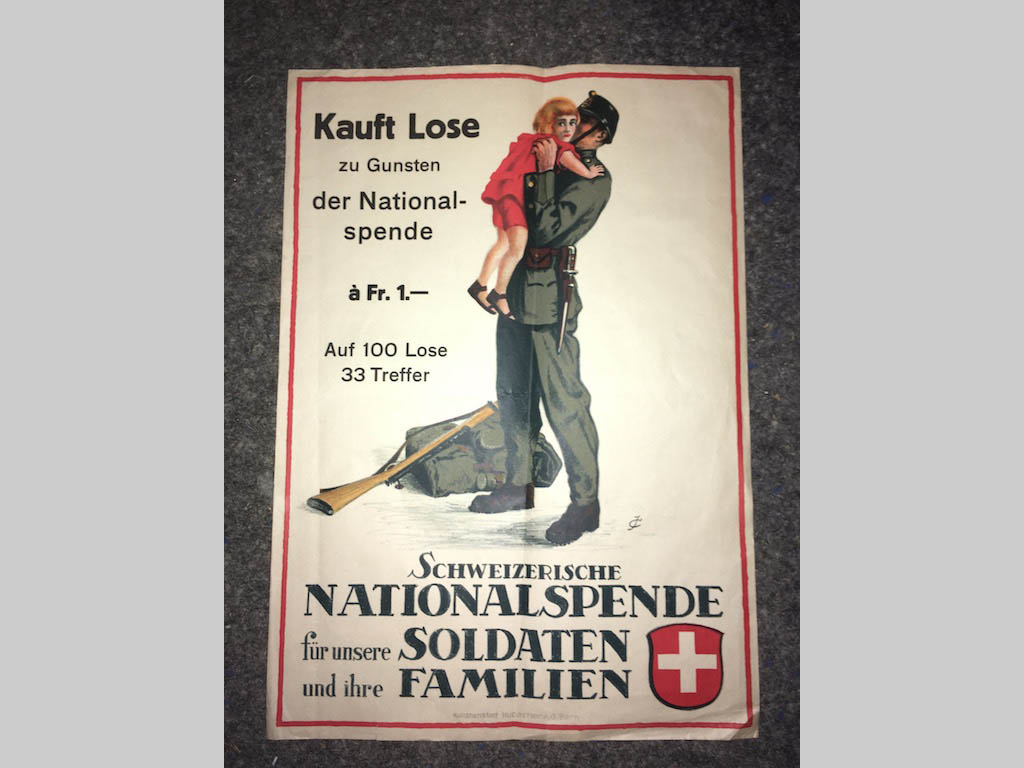 Kauft Lose
zu Gunsten
der National-
spende
à Fr. 1.—
Auf 100 Lose
33 Treffer
SCHWEIZERISCHE
NATIONALSPENDE
für unsere SOLDATEN
und ihre FAMILIEN